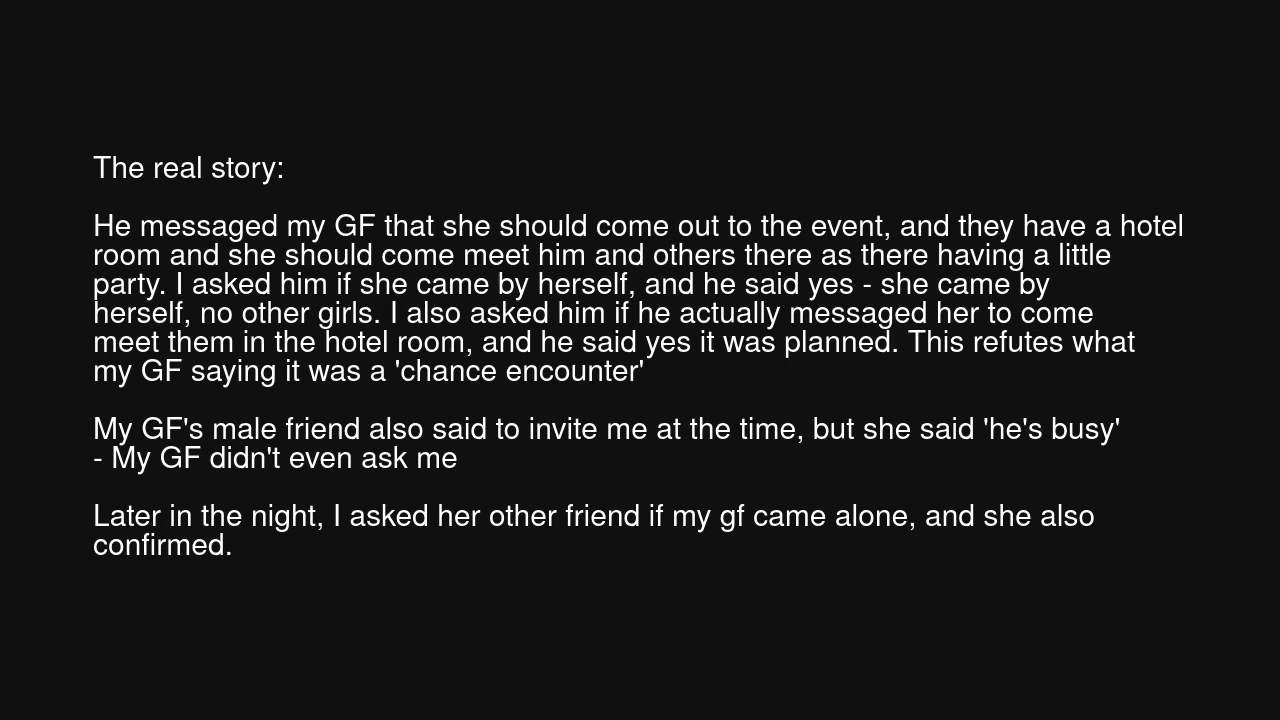 The real story:
He messaged my GF that she should come out to the event, and they have a hotel
room and she should come meet him and others there as there having a little
party. I asked him if she came by herself, and he said yes - she came by
herself, no other girls. I also asked him if he actually messaged her to come
meet them in the hotel room, and he said yes it was planned. This refutes what
my GF saying it was a 'chance encounter'
My GF's male friend also said to invite me at the time, but she said 'he's busy'
- My GF didn't even ask me
Later in the night, I asked her other friend if my gf came alone, and she also
confirmed.